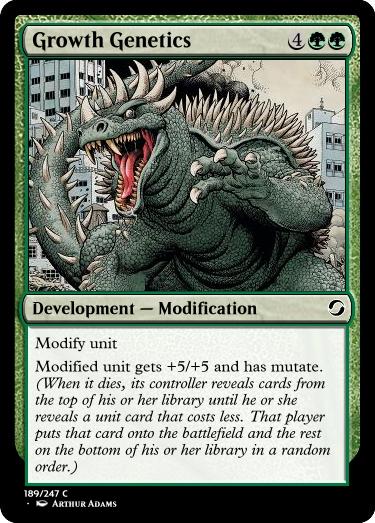 Growth Genetics 4
Development — Modification
Modify unit
Modified unit gets +5/+5 and has mutate.
(When it dies, its controller reveals cards from
the top of his or her library until he or she
reveals a unit card that costs less. That player
puts that card onto the battlefield and the rest
on the bottom of his or her library in a random
order.)
189/247 C
· Arthur Adams